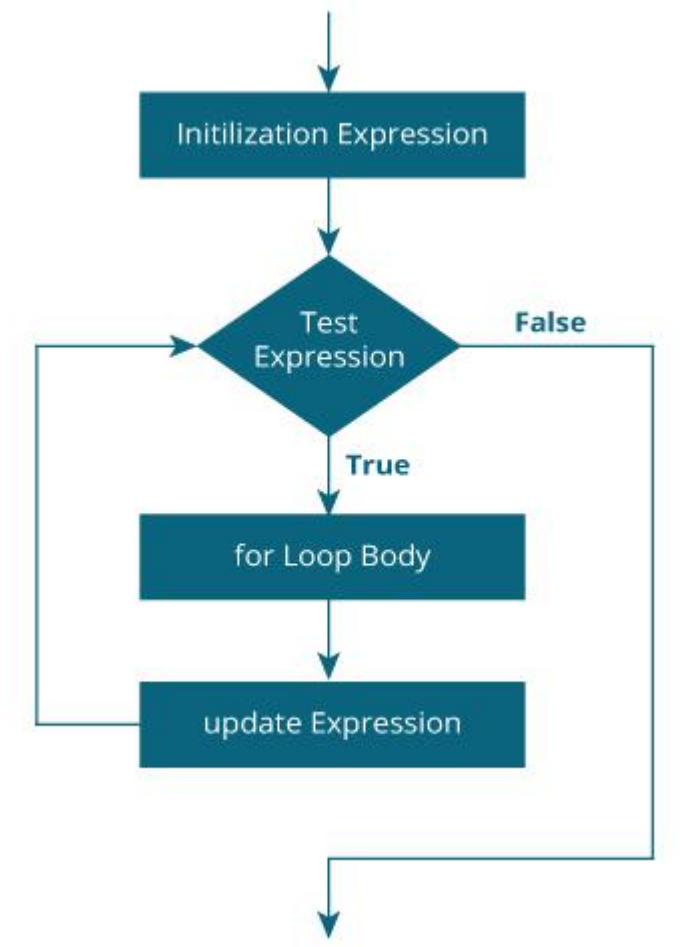 Initilization Expression
Test
Expression
False
True
for Loop Body
update Expression